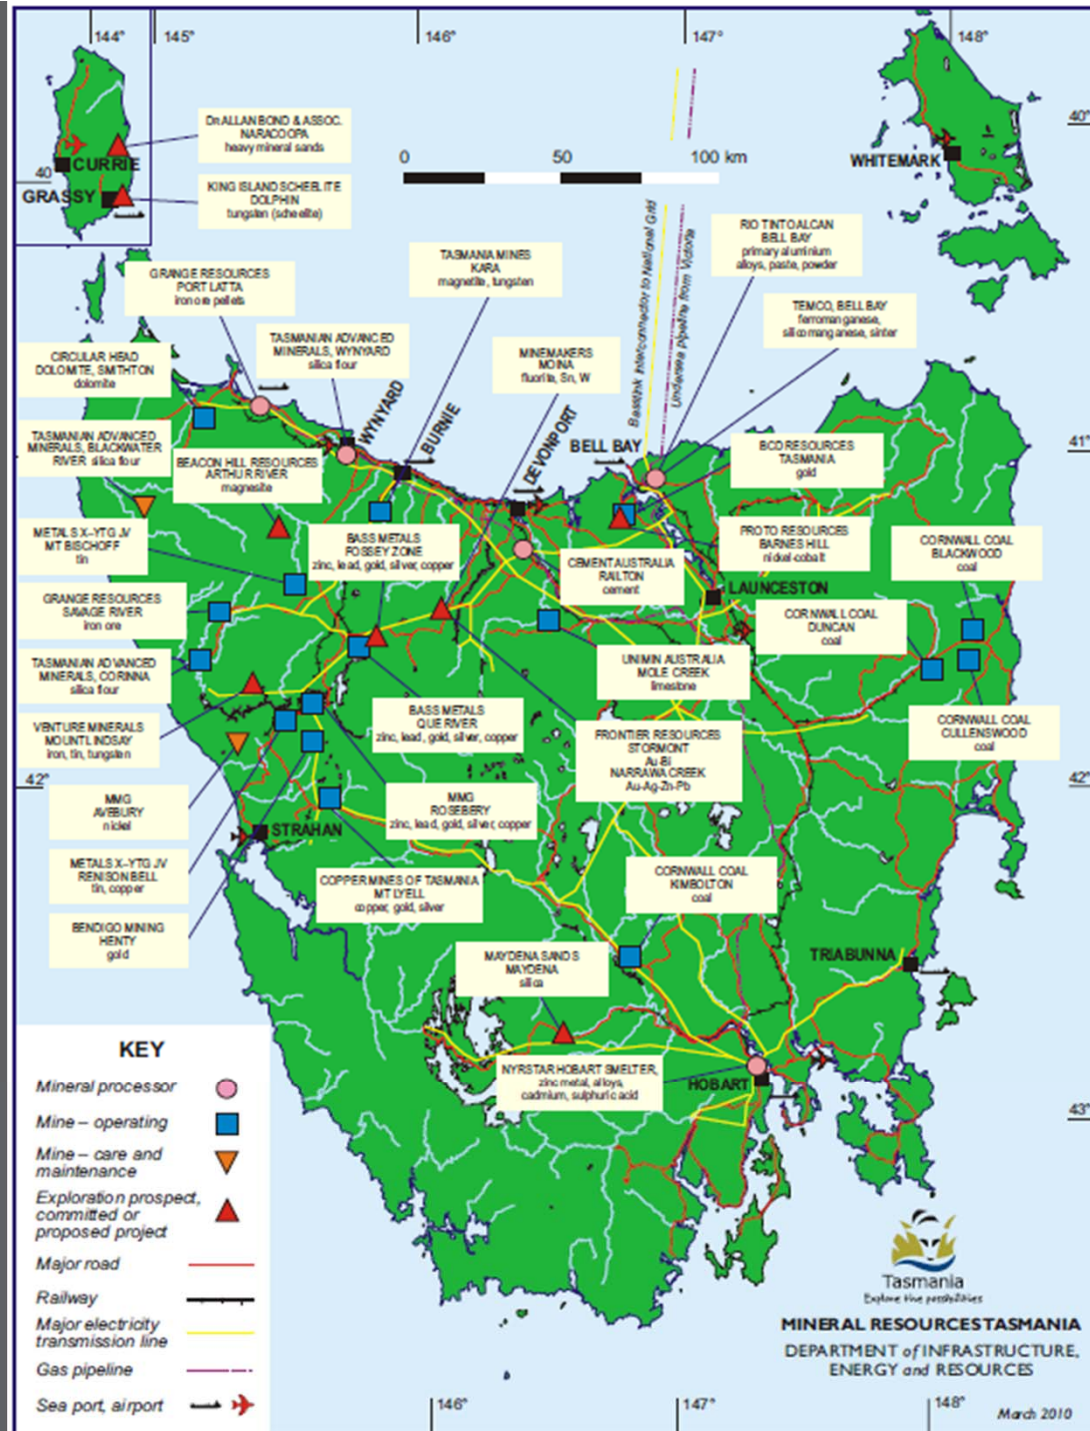 144°
145°
146°
147°
148°
40°
DR ALLAN BOND & ASSOC.
NARACOOPA
heavy mineral sands
CURRIE
40
GRASSY
KING ISLAND SCHEELITE
DOLPHIN
tungsten (scheelite)
0 50 100 km
WHITEMARK
Basslink Interconnector to National Grid
Undersea pipeline from Victoria
RIO TINTO ALCAN
BELL BAY
primary aluminium
alloys, paste, powder
TASMANIA MINES
KARA
magnetite, tungsten
GRANGE RESOURCES
PORT LATTA
iron ore pellets
TEMCO, BELL BAY
ferromanganese,
silicomanganese, sinter
TASMANIAN ADVANCED
MINERALS, WYNYARD
silica flour
MINEMAKERS
MOINA
fluorite, Sn, W
CIRCULAR HEAD
DOLOMITE, SMITHTON
dolomite
WYNYARD
BURNIE
DEVONPORT
BELL BAY
41°
TASMANIAN ADVANCED
MINERALS, BLACKWATER
RIVER silica flour
BEACON HILL RESOURCES
ARTHUR RIVER
magnesite
BCD RESOURCES
TASMANIA
gold
METALS X-YTG JV
MT BISCHOFF
tin
BASS METALS
FOSSEY ZONE
zinc, lead, gold, silver, copper
PROTO RESOURCES
BARNES HILL
nickel-cobalt
CORNWALL COAL
BLACKWOOD
coal
CEMENT AUSTRALIA
RAILTON
cement
LAUNCESTON
GRANGE RESOURCES
SAVAGE RIVER
iron ore
CORNWALL COAL
DUNCAN
coal
TASMANIAN ADVANCED
MINERALS, CORINNA
silica flour
UNIMIN AUSTRALIA
MOLE CREEK
limestone
BASS METALS
QUE RIVER
zinc, lead, gold, silver, copper
CORNWALL COAL
CULLENSWOOD
coal
VENTURE MINERALS
MOUNT LINDSAY
iron, tin, tungsten
FRONTIER RESOURCES
STORMONT
Au-Bi
NARRAWA CREEK
Au-Ag-Zn-Pb
42°
42°
MMG
AVEBURY
nickel
MMG
ROSEBERY
zinc, lead, gold, silver, copper
STRAHAN
METALS X-YTG JV
RENISON BELL
tin, copper
COPPER MINES OF TASMANIA
MT LYELL
copper, gold, silver
CORNWALL COAL
KIMBOLTON
coal
BENDIGO MINING
HENTY
gold
MAYDENA SANDS
MAYDENA
silica
TRIABUNNA
NYRSTAR HOBART SMELTER,
zinc metal, alloys,
cadmium, sulphuric acid
HOBART
43°
KEY
Mineral processor
Mine – operating
Mine – care and
maintenance
Exploration prospect,
committed or
proposed project
Major road
Railway
Major electricity
transmission line
Gas pipeline
Sea port, airport
Tasmania
Explore the possibilities
MINERAL RESOURCES TASMANIA
DEPARTMENT of INFRASTRUCTURE,
ENERGY and RESOURCES
146°
147°
148°
March 2010